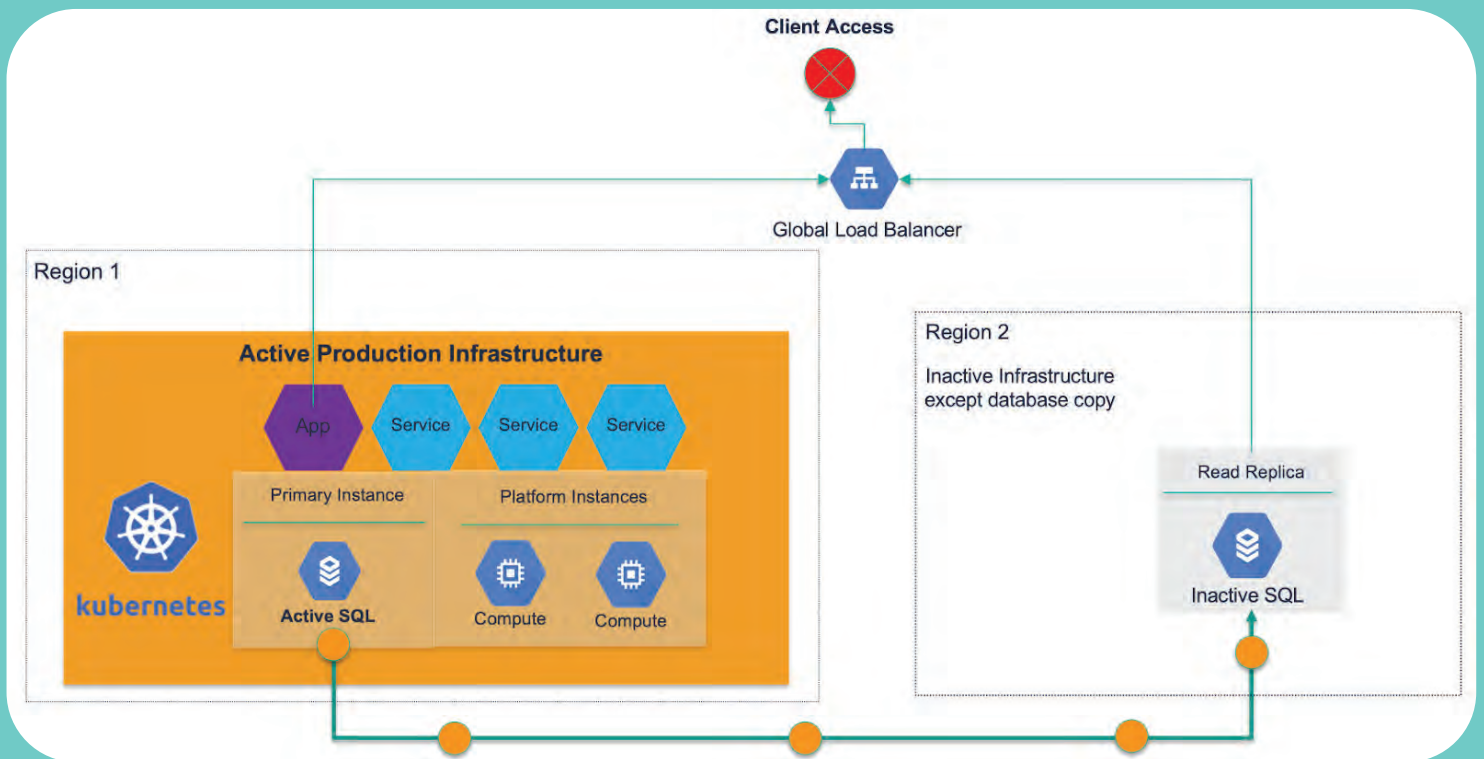 Client Access
Global Load Balancer
Region 1
Active Production Infrastructure
App
Service
Service
Service
Primary Instance
Platform Instances
kubernetes
Active SQL
Compute
Compute
Region 2
Inactive Infrastructure
except database copy
Read Replica
Inactive SQL